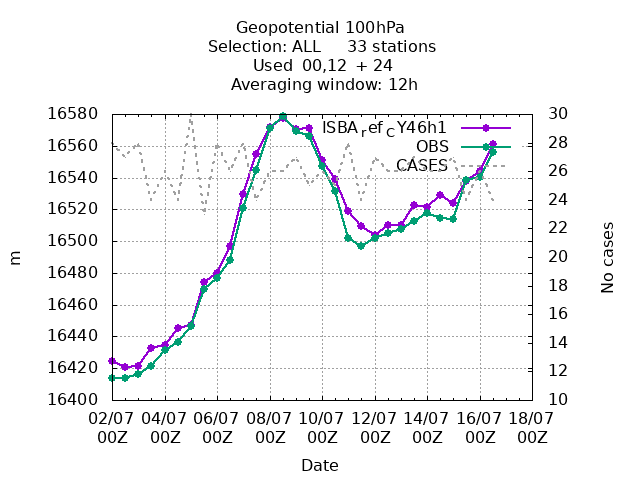 Geopotential 100hPa
Selection: ALL 33 stations
Used 00,12 + 24
Averaging window: 12h
16580
16560
16540
16520
16500
16480
16460
16440
16420
16400
30
28
26
24
22
20
18
16
14
12
10
ISBA_ref_CY46h1
OBS
CASES
m
No cases
02/07 04/07 06/07 08/07 10/07 12/07 14/07 16/07 18/07
00Z 00Z 00Z 00Z 00Z 00Z 00Z 00Z 00Z
Date